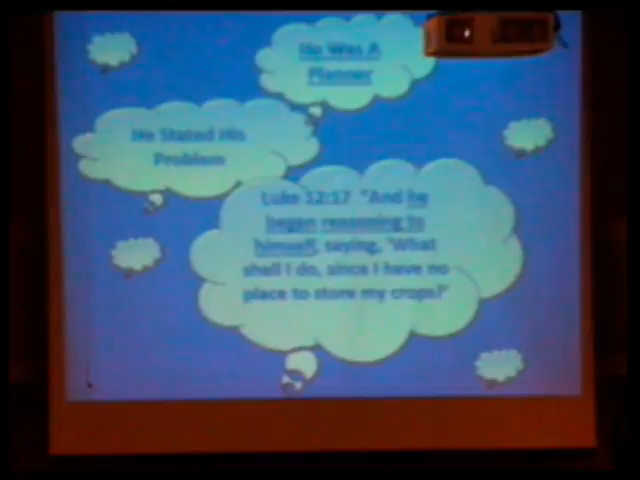 He Was A
Planner
He Stated His
Problem
Luke 12:17 "And he
began reasoning to
himself, saying, 'What
shall I do, since I have no
place to store my crops?'